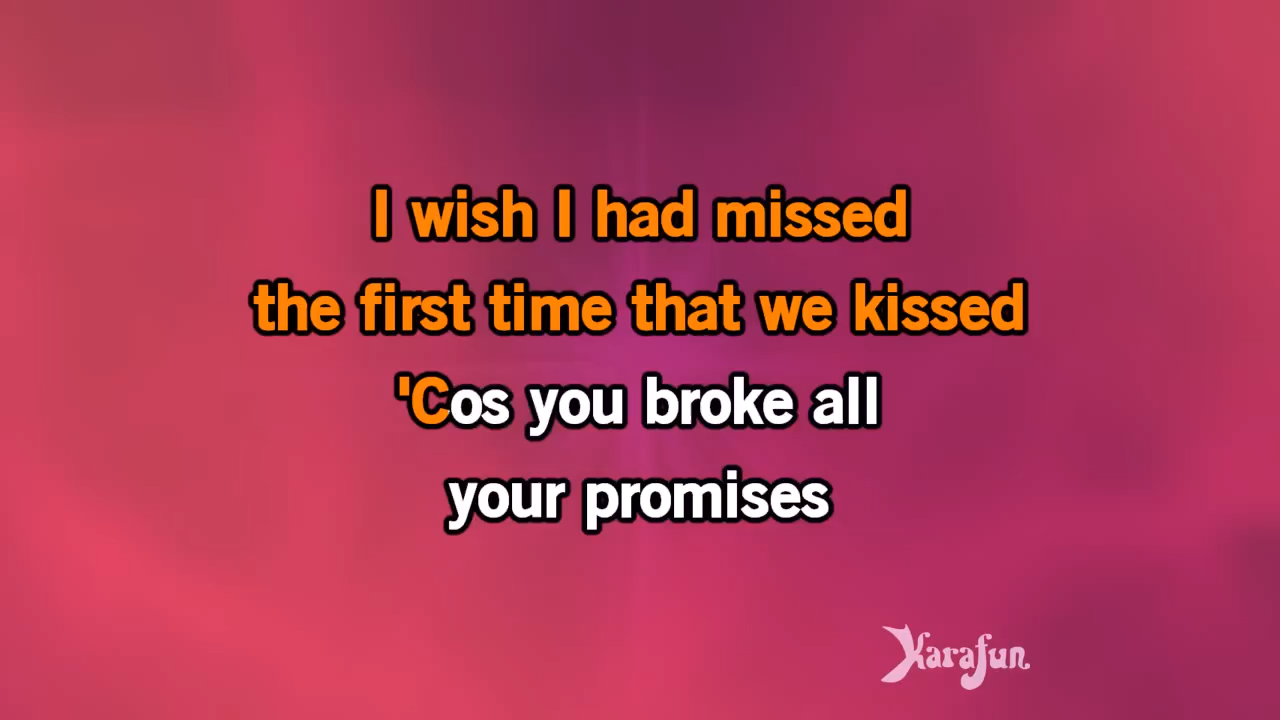 I wish I had missed
the first time that we kissed
'Cos you broke all
your promises
Karafun